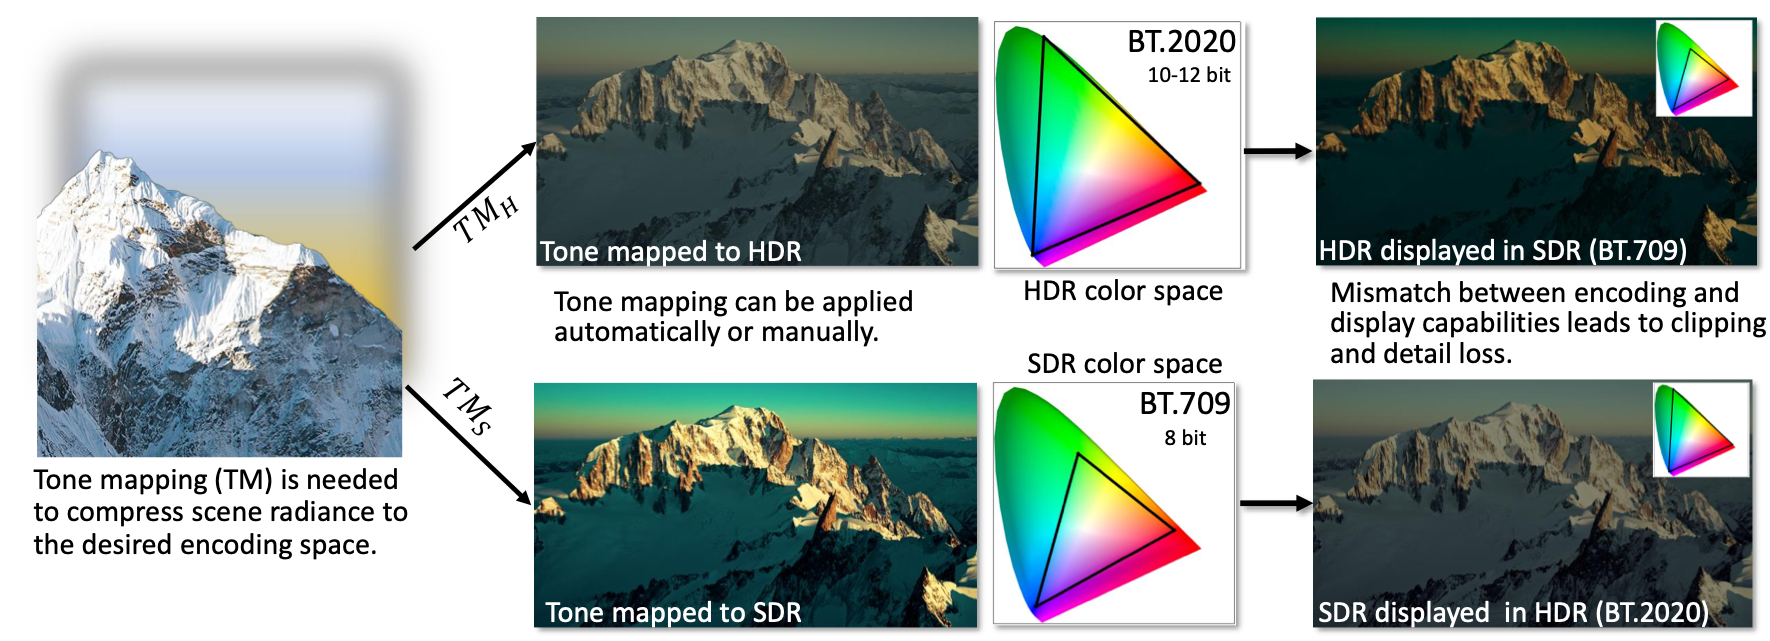 Tone mapping (TM) is needed
to compress scene radiance to
the desired encoding space.
TM_H
TM_S
Tone mapped to HDR
Tone mapping can be applied
automatically or manually.
Tone mapped to SDR
BT.2020
10-12 bit
HDR color space
SDR color space
BT.709
8 bit
HDR displayed in SDR (BT.709)
Mismatch between encoding and
display capabilities leads to clipping
and detail loss.
SDR displayed in HDR (BT.2020)